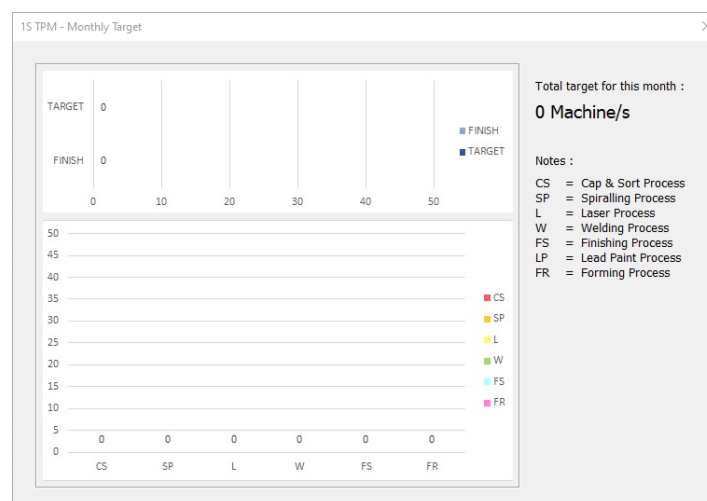 1S TPM - Monthly Target
TARGET 0
FINISH 0
FINISH
TARGET
0 10 20 30 40 50
50
45
40
35
30
25
20
15
10
5
0
0 0 0 0 0 0
CS SP L W FS FR
CS
SP
L
W
FS
FR
Total target for this month :
0 Machine/s
Notes :
CS = Cap & Sort Process
SP = Spiralling Process
L = Laser Process
W = Welding Process
FS = Finishing Process
LP = Lead Paint Process
FR = Forming Process